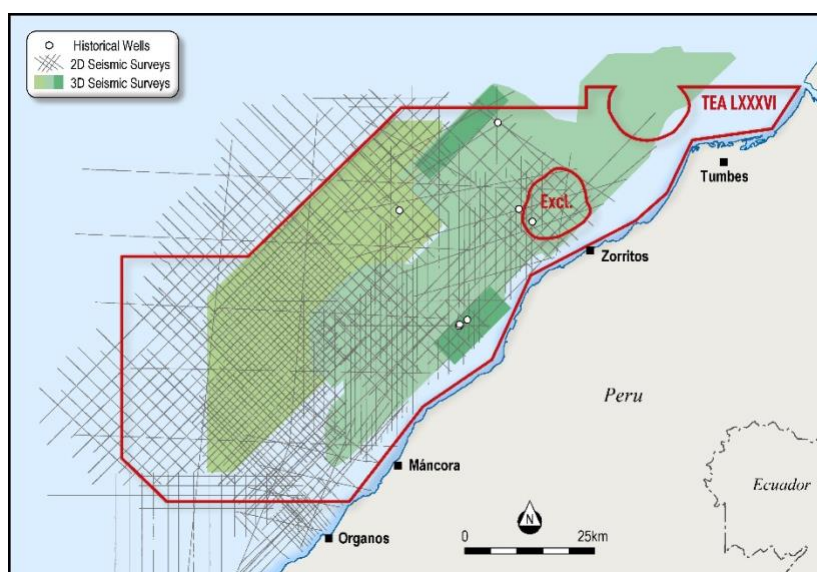 Historical Wells
2D Seismic Surveys
3D Seismic Surveys
TEA LXXXVI
Tumbes
Excl.
Zorritos
Peru
Máncora
Ecuador
N
Organos
0
25km